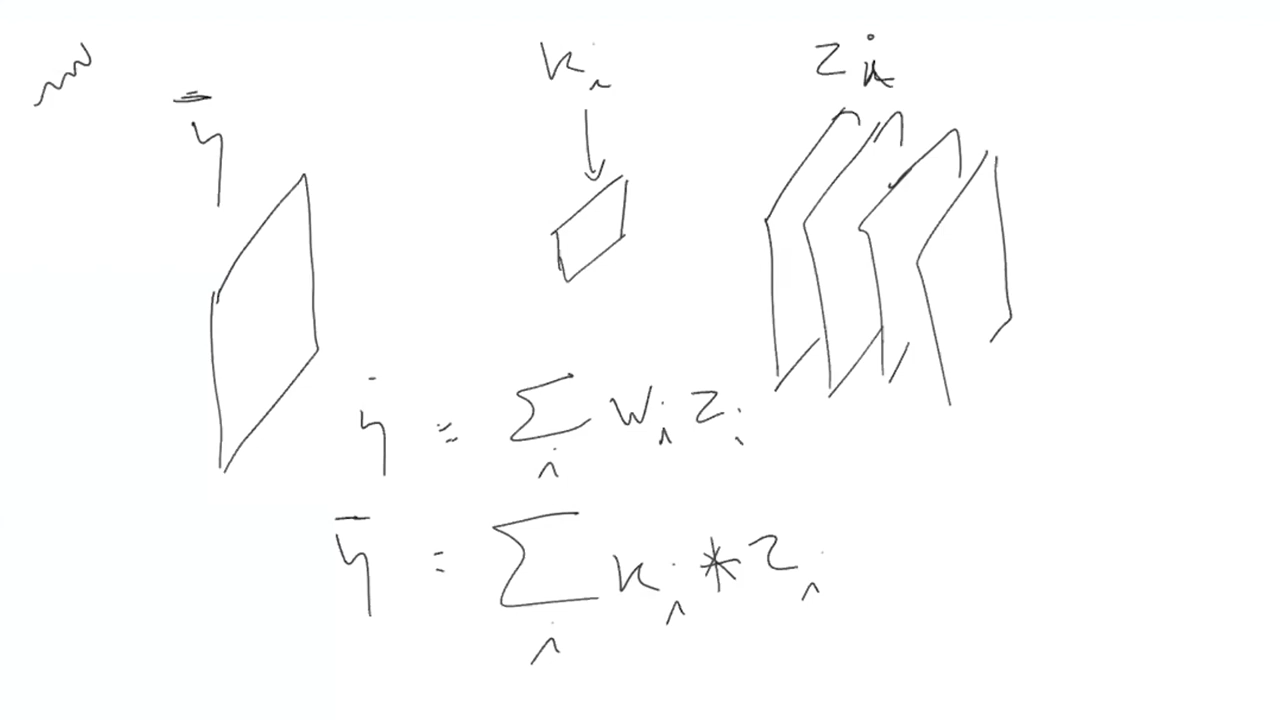 ȳ kᵢ zᵢ
ȳ = Σᵢ wᵢ zᵢ
ȳ = Σᵢ kᵢ * zᵢ